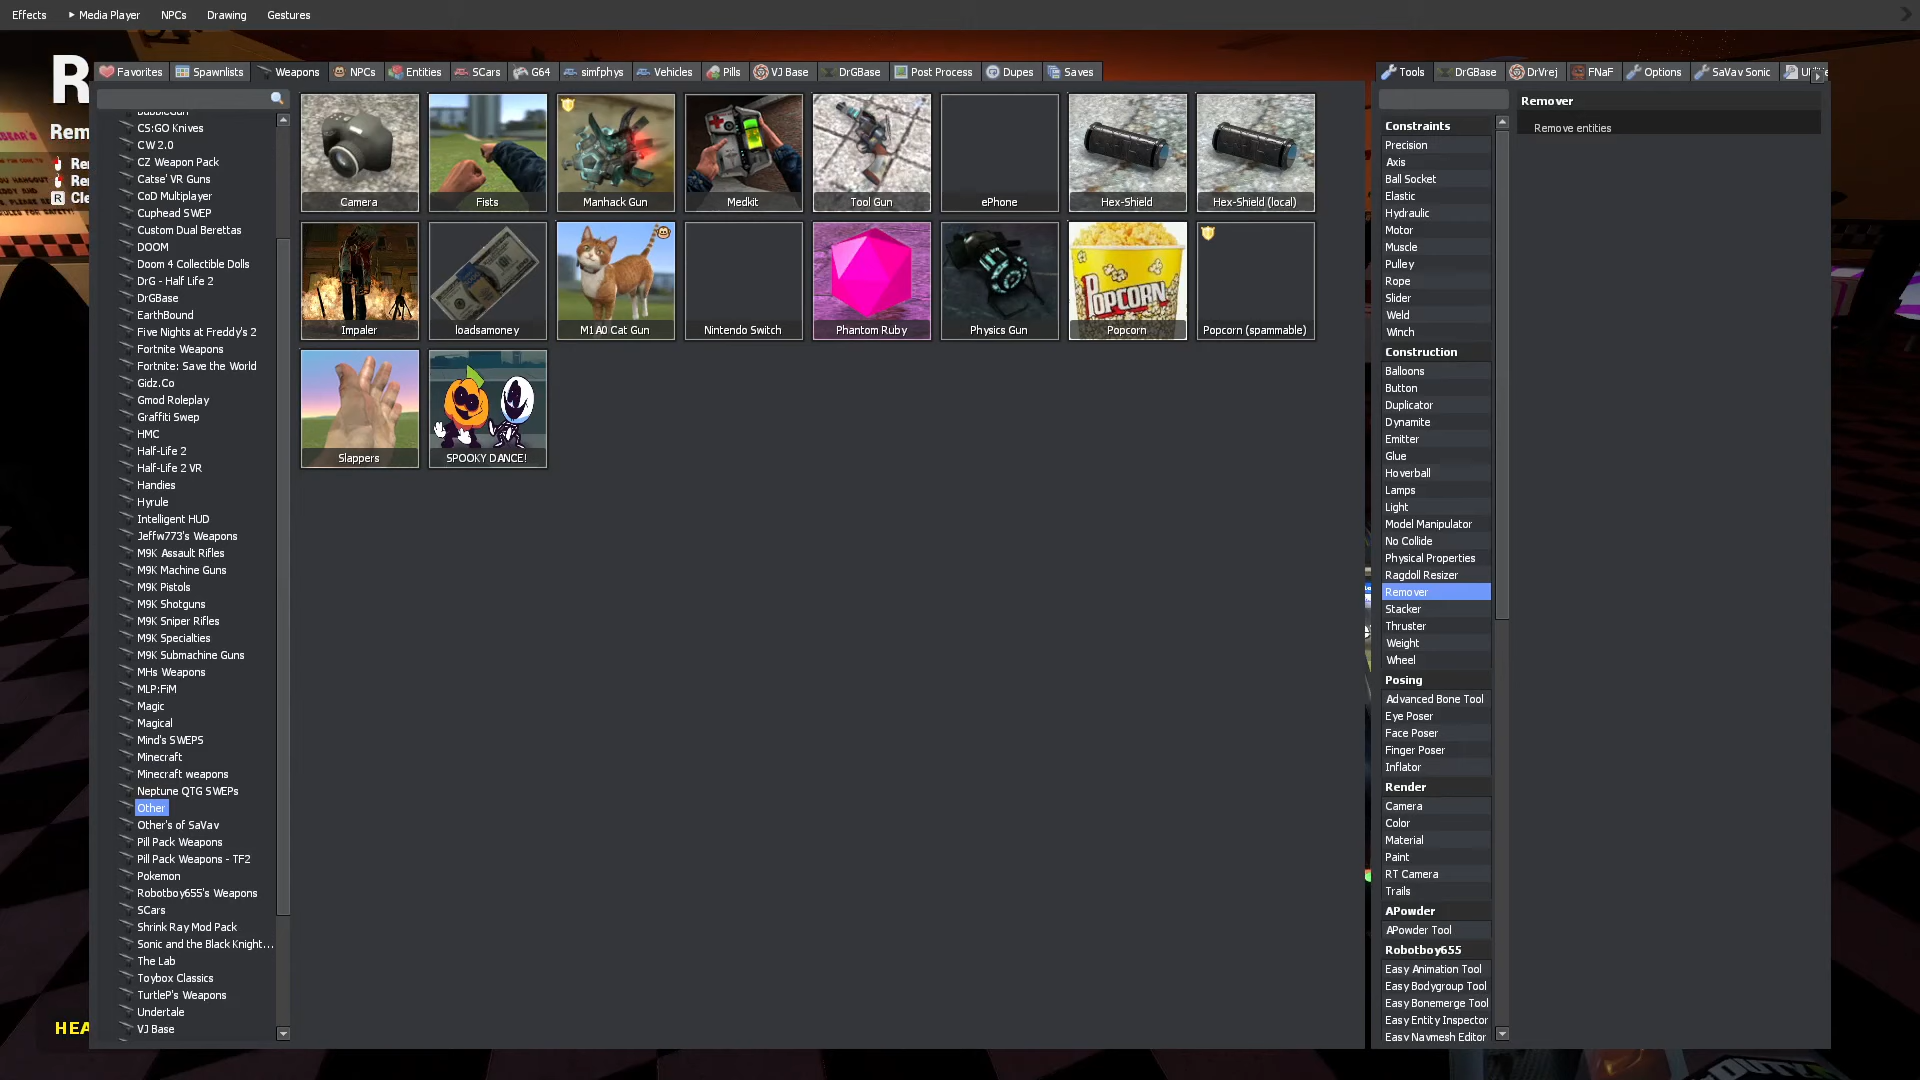 Effects
Media Player
NPCs
Drawing
Gestures
R
Favorites
Spawnlists
Weapons
NPCs
Entities
SCars
G64
simfphys
Vehicles
Pills
VJ Base
DrGBase
Post Process
Dupes
Saves
Tools
DrGBase
DrVrej
FNaF
Options
SaVav Sonic
Rem
Re
Re
R Cle
CS:GO Knives
CW 2.0
CZ Weapon Pack
Catse' VR Guns
CoD Multiplayer
Cuphead SWEP
Custom Dual Berettas
DOOM
Doom 4 Collectible Dolls
DrG - Half Life 2
DrGBase
EarthBound
Five Nights at Freddy's 2
Fortnite Weapons
Fortnite: Save the World
Gidz.Co
Gmod Roleplay
Graffiti Swep
HMC
Half-Life 2
Half-Life 2 VR
Handies
Hyrule
Intelligent HUD
Jeffw773's Weapons
M9K Assault Rifles
M9K Machine Guns
M9K Pistols
M9K Shotguns
M9K Sniper Rifles
M9K Specialties
M9K Submachine Guns
MHs Weapons
MLP:FiM
Magic
Magical
Mind's SWEPS
Minecraft
Minecraft weapons
Neptune QTG SWEPs
Other
Other's of SaVav
Pill Pack Weapons
Pill Pack Weapons - TF2
Pokemon
Robotboy655's Weapons
SCars
Shrink Ray Mod Pack
Sonic and the Black Knight...
The Lab
Toybox Classics
TurtleP's Weapons
Undertale
VJ Base
HEA
Camera
Fists
Manhack Gun
Medkit
Tool Gun
ePhone
Hex-Shield
Hex-Shield (local)
Impaler
loadsamoney
M1A0 Cat Gun
Nintendo Switch
Phantom Ruby
Physics Gun
POPCORN
Popcorn
Popcorn (spammable)
Slappers
SPOOKY DANCE!
Constraints
Precision
Axis
Ball Socket
Elastic
Hydraulic
Motor
Muscle
Pulley
Rope
Slider
Weld
Winch
Construction
Balloons
Button
Duplicator
Dynamite
Emitter
Glue
Hoverball
Lamps
Light
Model Manipulator
No Collide
Physical Properties
Ragdoll Resizer
Remover
Stacker
Thruster
Weight
Wheel
Posing
Advanced Bone Tool
Eye Poser
Face Poser
Finger Poser
Inflator
Render
Camera
Color
Material
Paint
RT Camera
Trails
APowder
APowder Tool
Robotboy655
Easy Animation Tool
Easy Bodygroup Tool
Easy Bonemerge Tool
Easy Entity Inspector
Easy Navmesh Editor
Remover
Remove entities